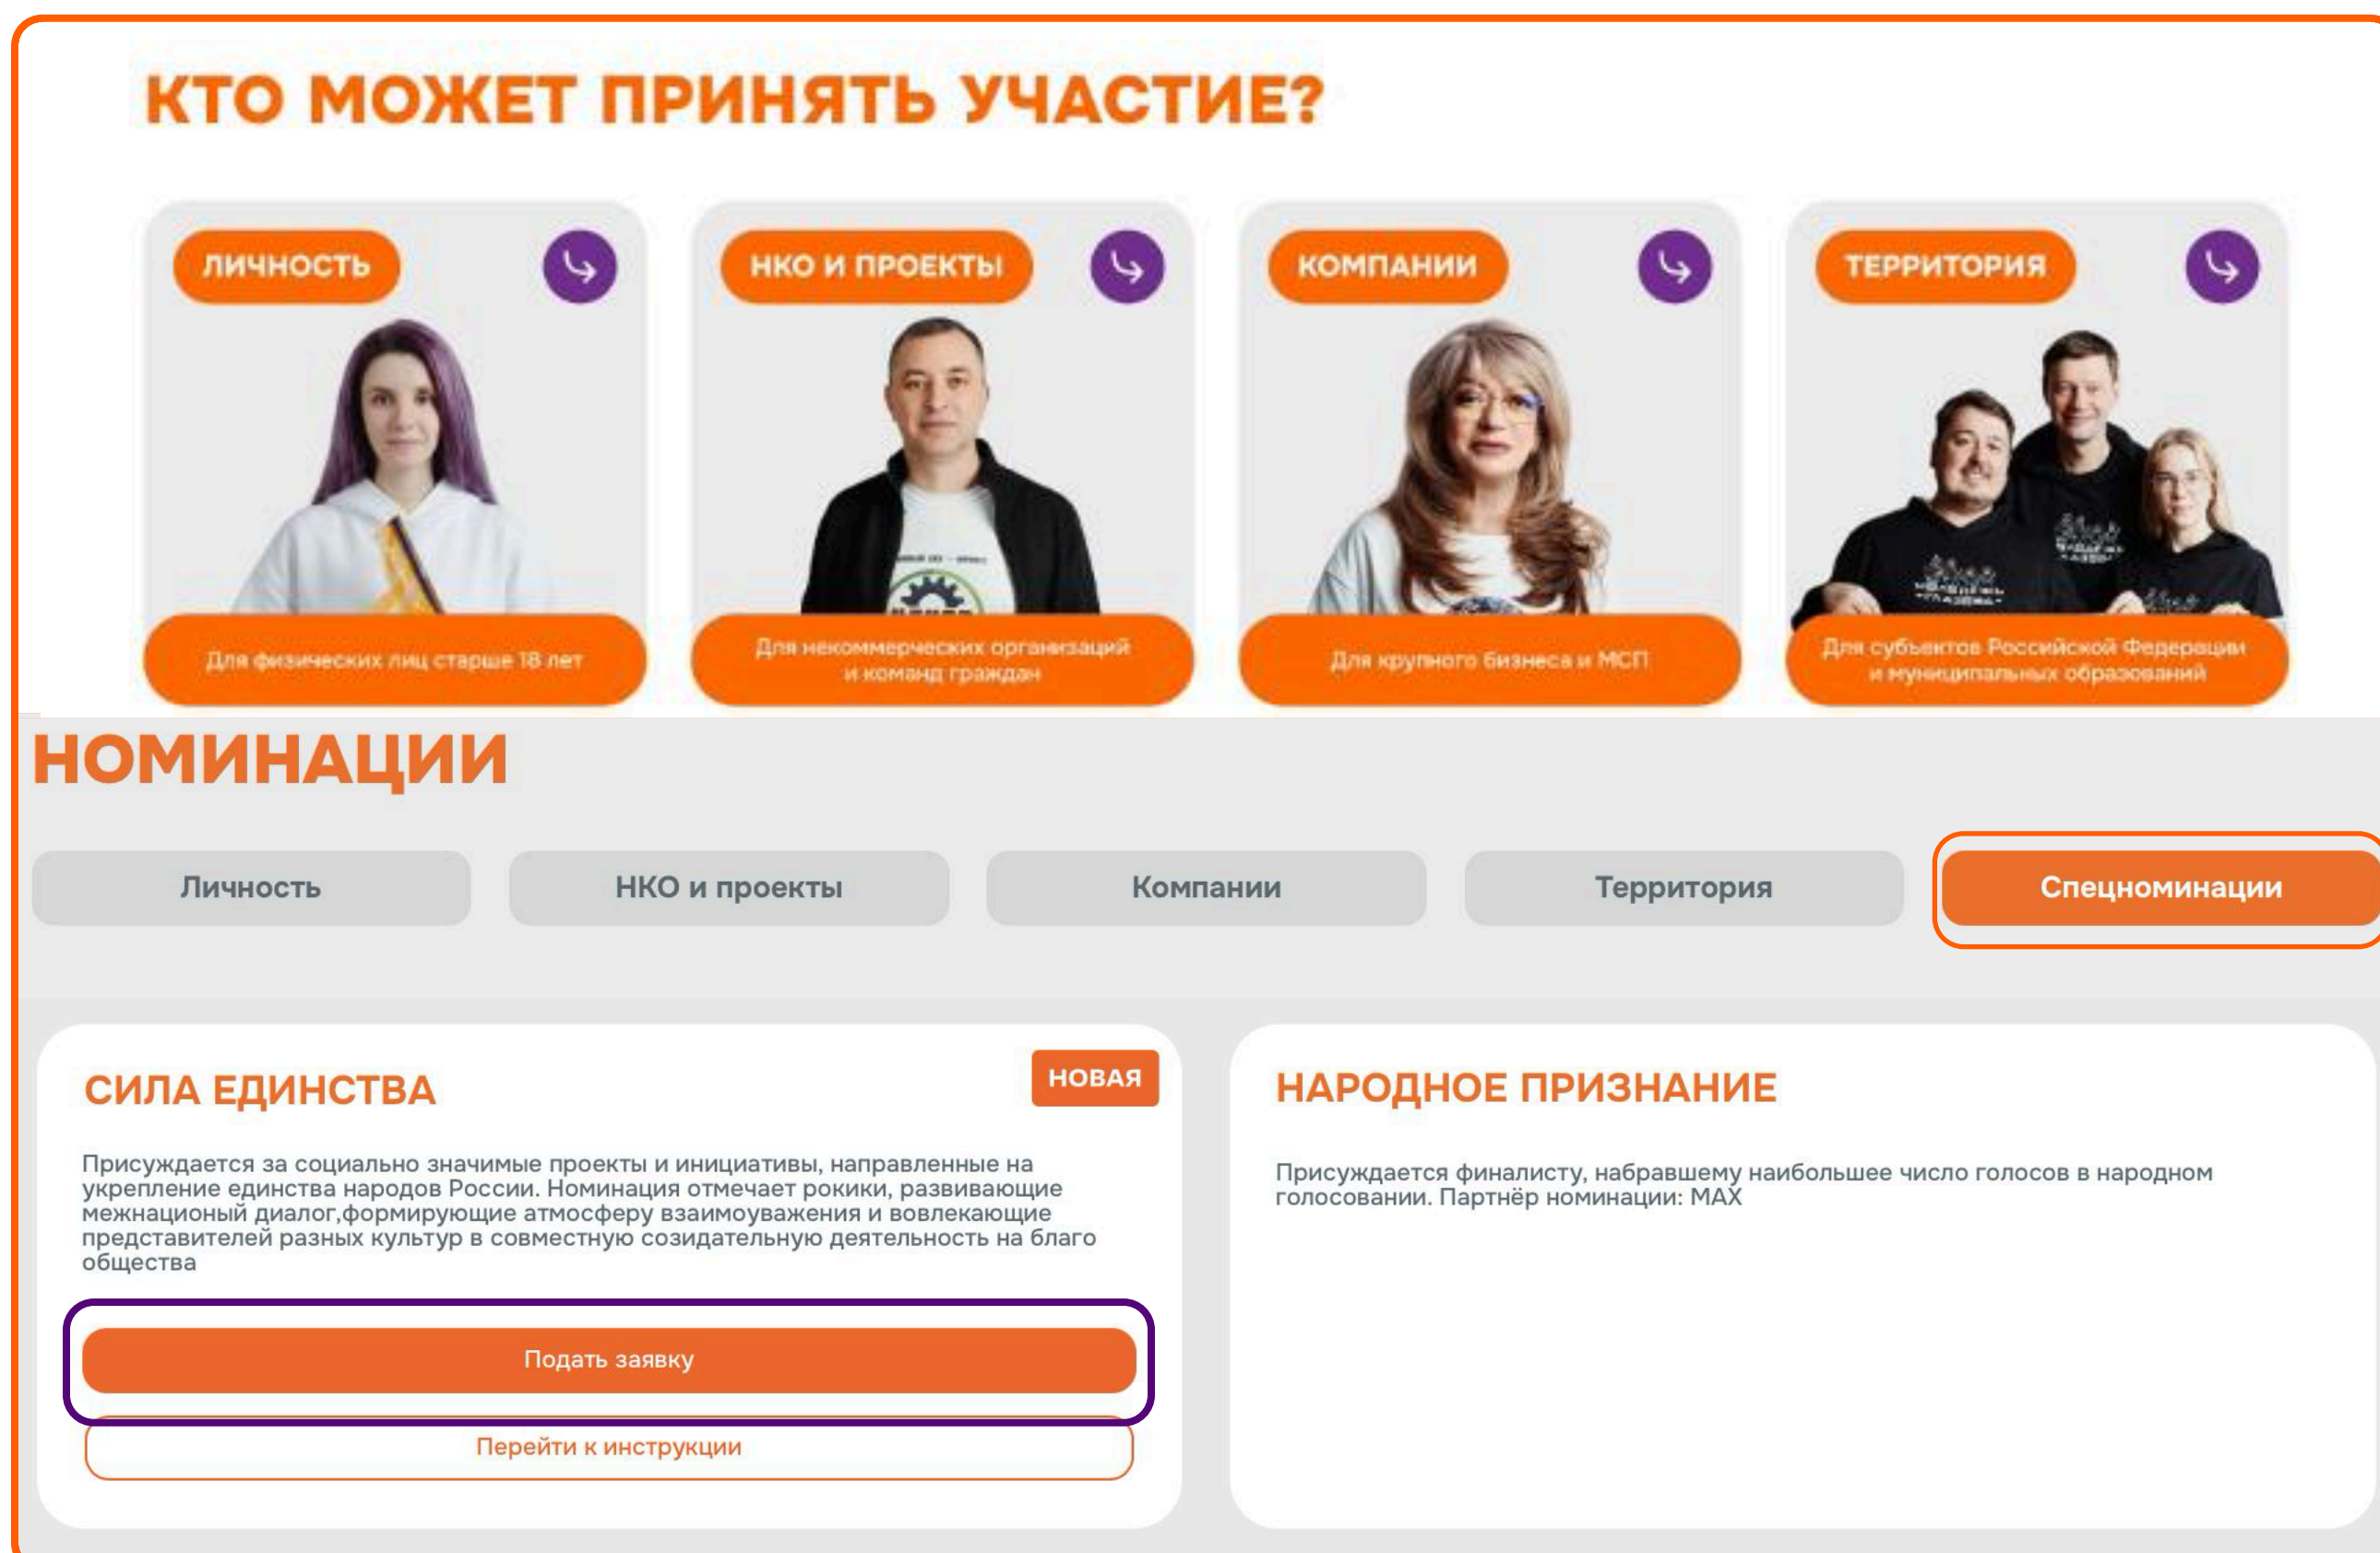 КТО МОЖЕТ ПРИНЯТЬ УЧАСТИЕ?
ЛИЧНОСТЬ
Для физических лиц старше 18 лет
НКО И ПРОЕКТЫ
Для некоммерческих организаций
и команд граждан
КОМПАНИИ
Для крупного бизнеса и МСП
ТЕРРИТОРИЯ
Для субъектов Российской Федерации
и муниципальных образований
НОМИНАЦИИ
Личность
НКО и проекты
Компании
Территория
Спецноминации
СИЛА ЕДИНСТВА
НОВАЯ
Присуждается за социально значимые проекты и инициативы, направленные на
укрепление единства народов России. Номинация отмечает рокики, развивающие
межнационый диалог,формирующие атмосферу взаимоуважения и вовлекающие
представителей разных культур в совместную созидательную деятельность на благо
общества
Подать заявку
Перейти к инструкции
НАРОДНОЕ ПРИЗНАНИЕ
Присуждается финалисту, набравшему наибольшее число голосов в народном
голосовании. Партнёр номинации: МАХ